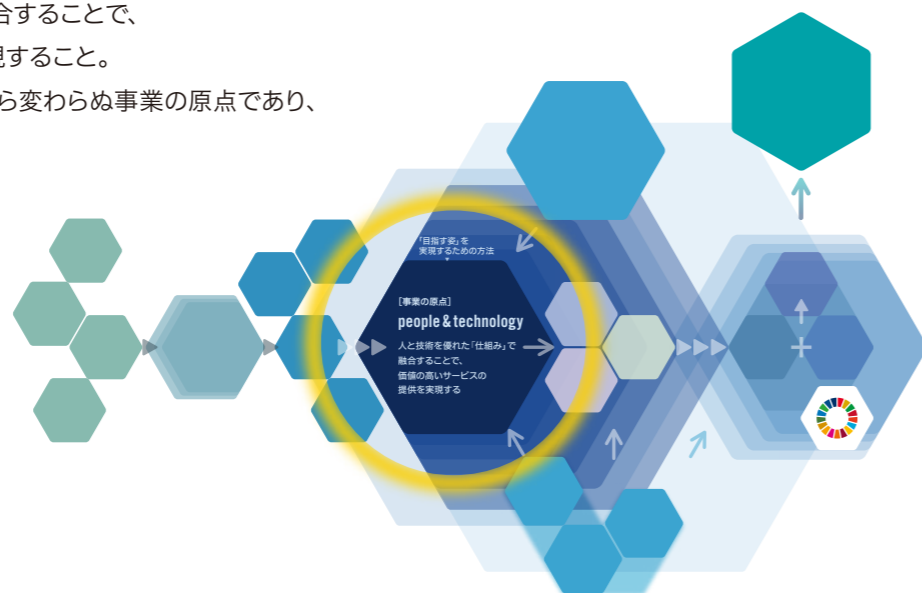 合することで、
現すること。
ら変わらぬ事業の原点であり、
「目指す姿」を
実現するための方法
[事業の原点]
people & technology
人と技術を優れた「仕組み」で
融合することで、
価値の高いサービスの
提供を実現する